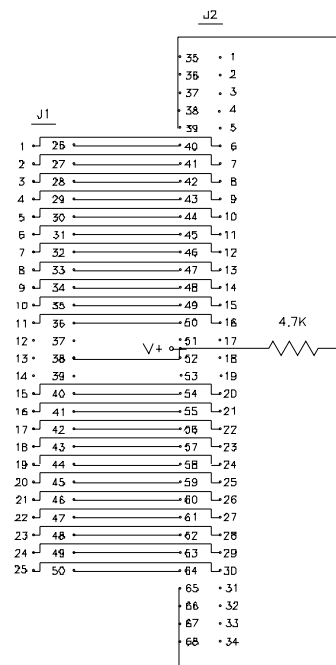 J2
35 1
36 2
37 3
38 4
J1
39 5
1 26 40 6
2 27 41 7
3 28 42 8
4 29 43 9
5 30 44 10
6 31 45 11
7 32 46 12
8 33 47 13
9 34 48 14
10 35 49 15
11 36 50 16
4.7K
12 37 51 17
V+
13 38 52 18
14 39 53 19
15 40 54 20
16 41 55 21
17 42 56 22
18 43 57 23
19 44 58 24
20 45 59 25
21 46 60 26
22 47 61 27
23 48 62 28
24 49 63 29
25 50 64 30
65 31
66 32
67 33
68 34